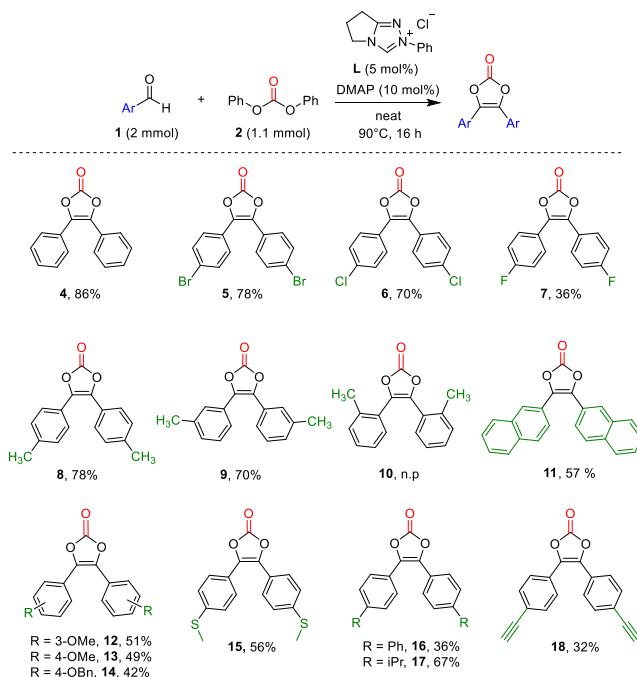 O
Ar
H
1 (2 mmol)
+
O
Ph
O
O
Ph
2 (1.1 mmol)
N
N
N
+
Ph
Cl−
L (5 mol%)
DMAP (10 mol%)
neat
90°C, 16 h
O
O
O
Ar
Ar
O
O
O
4, 86%
O
O
O
Br
Br
5, 78%
O
O
O
Cl
Cl
6, 70%
O
O
O
F
F
7, 36%
O
O
O
CH3
CH3
8, 78%
O
O
O
CH3
CH3
9, 70%
O
O
O
CH3
CH3
10, n.p
O
O
O
11, 57 %
O
O
O
R
R
R = 3-OMe, 12, 51%
R = 4-OMe, 13, 49%
R = 4-OBn, 14, 42%
O
O
O
S
S
15, 56%
O
O
O
R
R
R = Ph, 16, 36%
R = iPr, 17, 67%
O
O
O
18, 32%